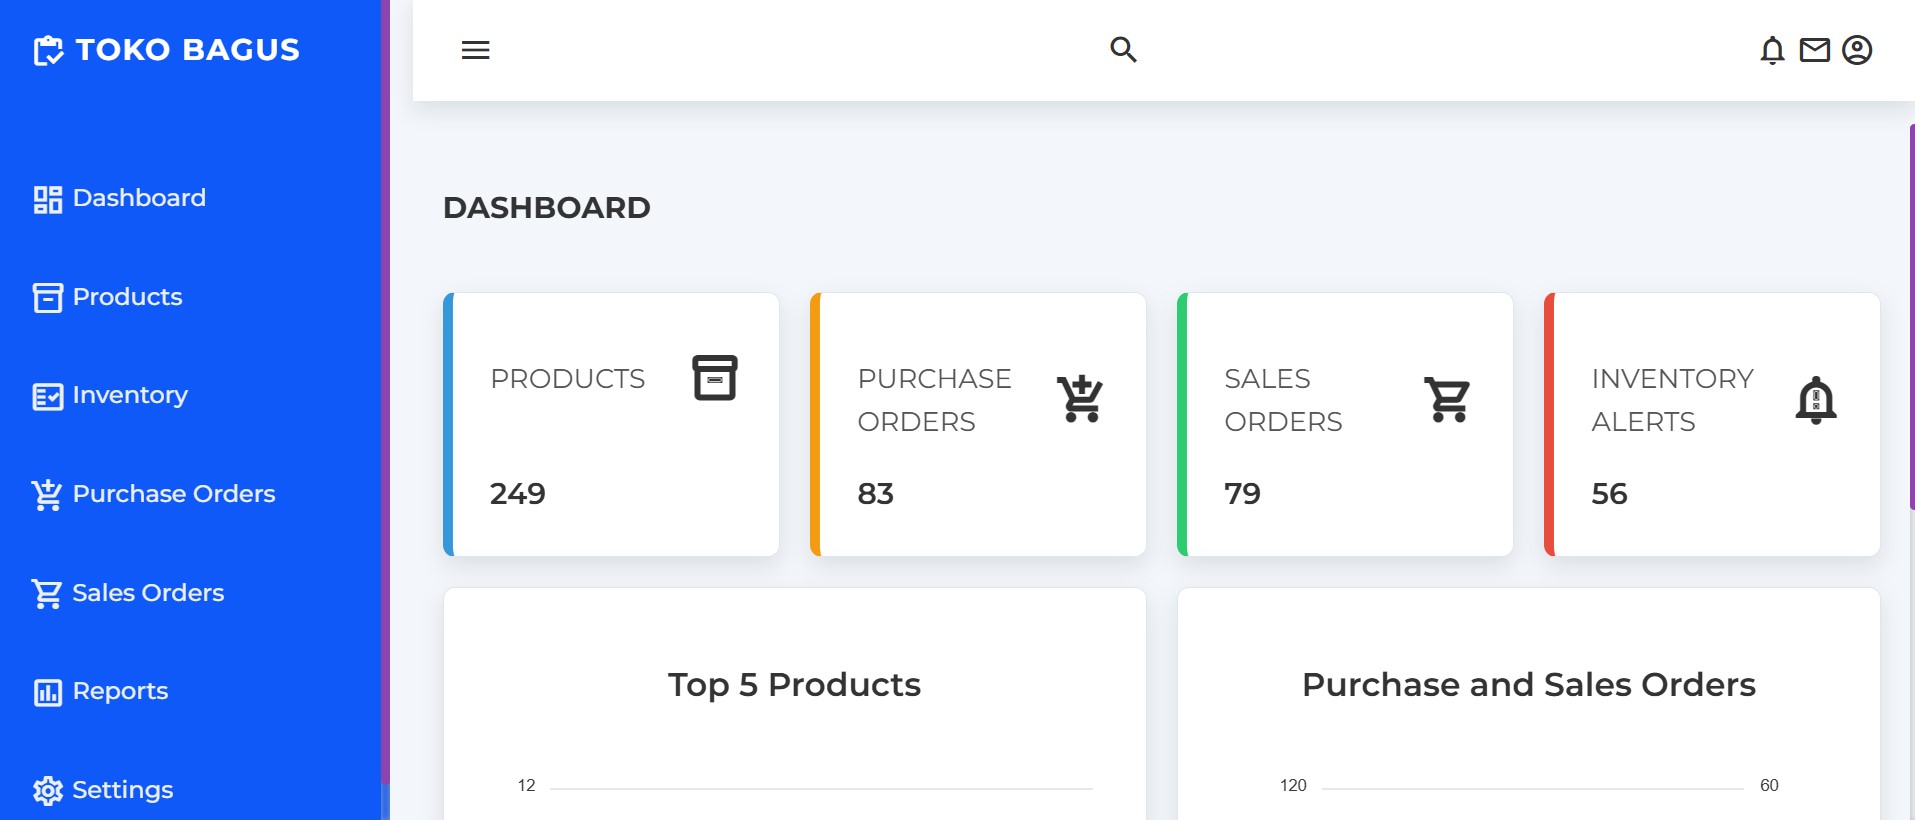 TOKO BAGUS
Dashboard
Products
Inventory
Purchase Orders
Sales Orders
Reports
Settings
DASHBOARD
PRODUCTS
249
PURCHASE
ORDERS
83
SALES
ORDERS
79
INVENTORY
ALERTS
56
Top 5 Products
12
Purchase and Sales Orders
120
60